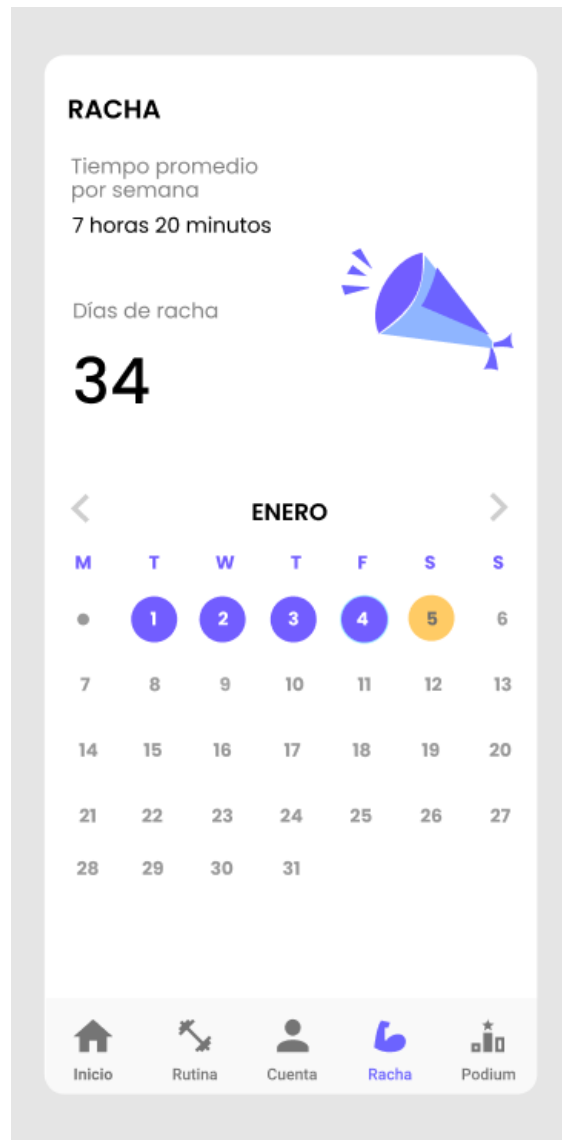 RACHA
Tiempo promedio
por semana
7 horas 20 minutos
Días de racha
34
ENERO
M T W T F S S
1 2 3 4 5 6
7 8 9 10 11 12 13
14 15 16 17 18 19 20
21 22 23 24 25 26 27
28 29 30 31
Inicio Rutina Cuenta Racha Podium